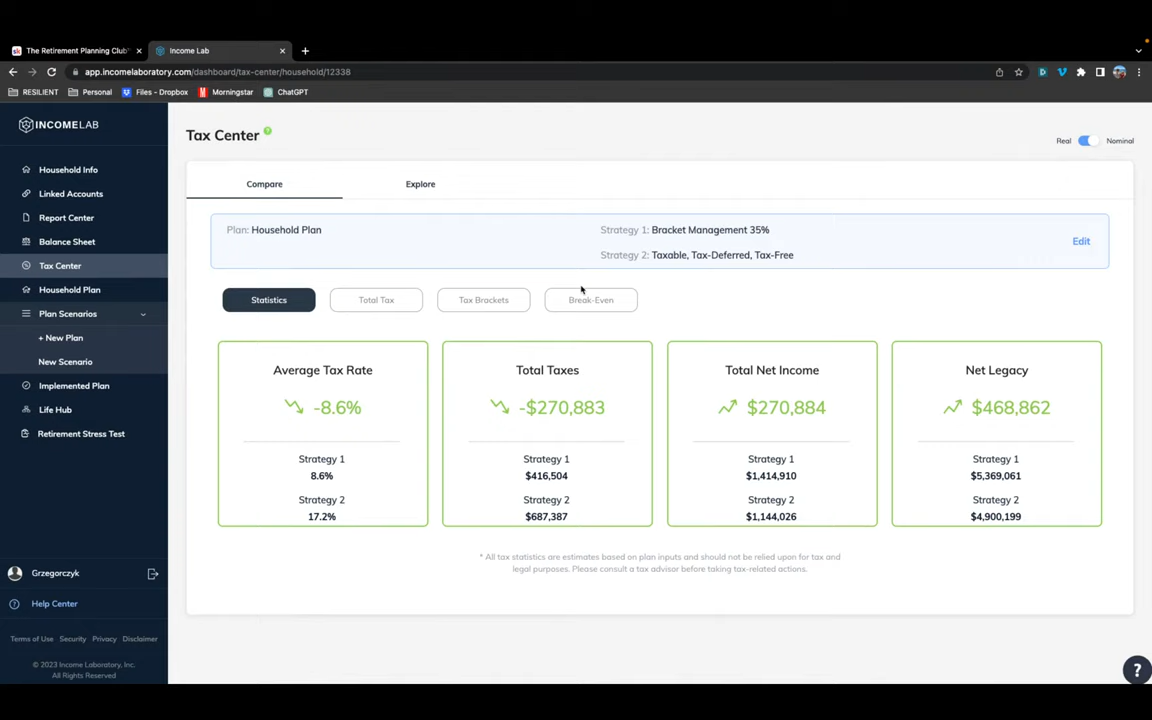 The Retirement Planning Club
Income Lab
app.incomelaboratory.com/dashboard/tax-center/household/12338
RESILIENT
Personal
Files - Dropbox
Morningstar
ChatGPT
INCOMELAB
Household Info
Linked Accounts
Report Center
Balance Sheet
Tax Center
Household Plan
Plan Scenarios
+ New Plan
New Scenario
Implemented Plan
Life Hub
Retirement Stress Test
Grzegorczyk
Help Center
Terms of Use Security Privacy Disclaimer
© 2023 Income Laboratory, Inc.
All Rights Reserved
Tax Center ?
Real Nominal
Compare
Explore
Plan: Household Plan
Strategy 1: Bracket Management 35%
Strategy 2: Taxable, Tax-Deferred, Tax-Free
Edit
Statistics
Total Tax
Tax Brackets
Break-Even
Average Tax Rate
-8.6%
Strategy 1
8.6%
Strategy 2
17.2%
Total Taxes
-$270,883
Strategy 1
$416,504
Strategy 2
$687,387
Total Net Income
$270,884
Strategy 1
$1,414,910
Strategy 2
$1,144,026
Net Legacy
$468,862
Strategy 1
$5,369,061
Strategy 2
$4,900,199
* All tax statistics are estimates based on plan inputs and should not be relied upon for tax and
legal purposes. Please consult a tax advisor before taking tax-related actions.
?